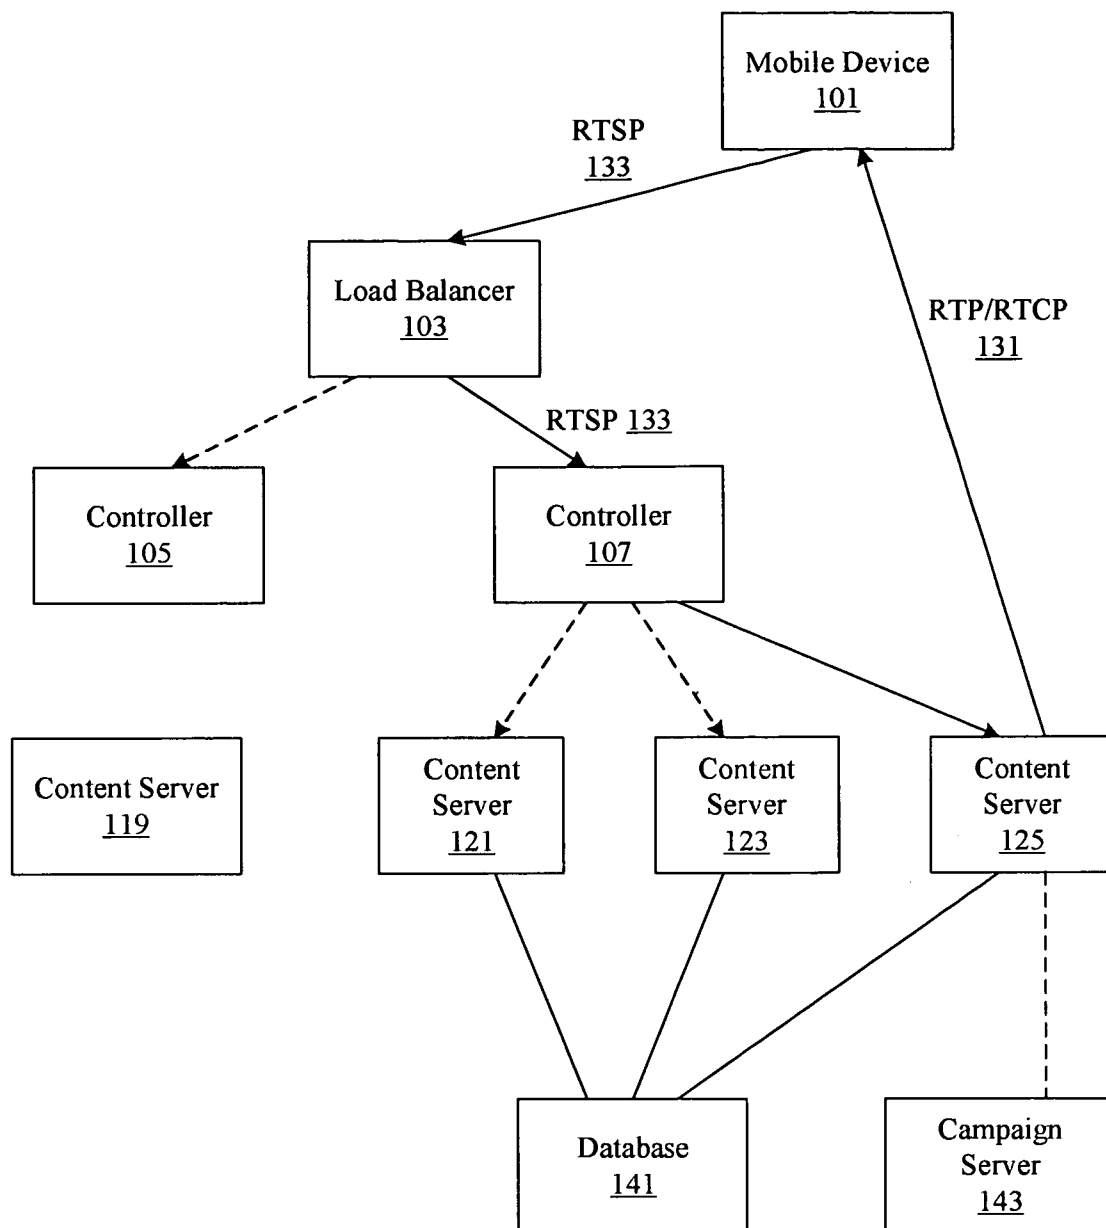 Mobile Device
101
RTSP
133
Load Balancer
103
RTP/RTCP
131
RTSP 133
Controller
105
Controller
107
Content Server
119
Content
Server
121
Content
Server
123
Content
Server
125
Database
141
Campaign
Server
143